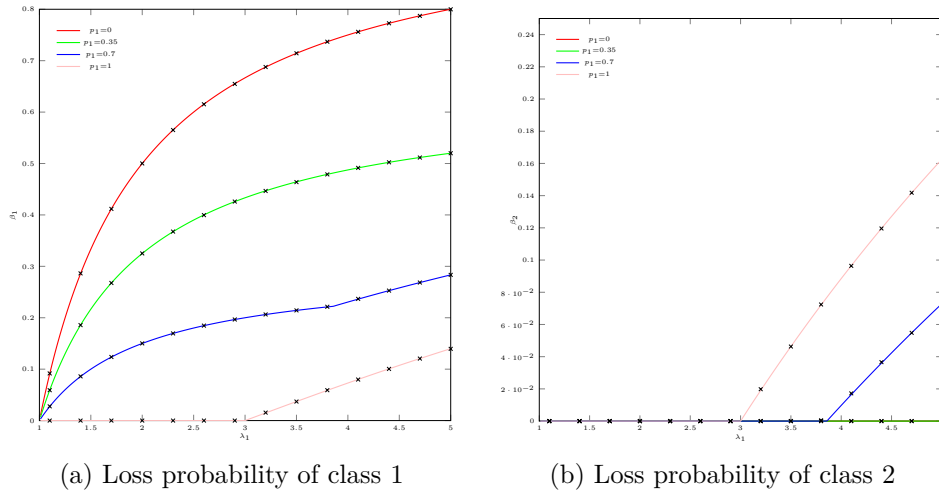 0.8
0.7
0.6
0.5
0.4
0.3
0.2
0.1
0
β₁
p₁=0
p₁=0.35
p₁=0.7
p₁=1
1 1.5 2 2.5 3 3.5 4 4.5 5
λ₁
(a) Loss probability of class 1
0.24
0.22
0.2
0.18
0.16
0.14
0.12
0.1
8 · 10⁻²
6 · 10⁻²
4 · 10⁻²
2 · 10⁻²
0
β₂
p₁=0
p₁=0.35
p₁=0.7
p₁=1
1 1.5 2 2.5 3 3.5 4 4.5
λ₁
(b) Loss probability of class 2